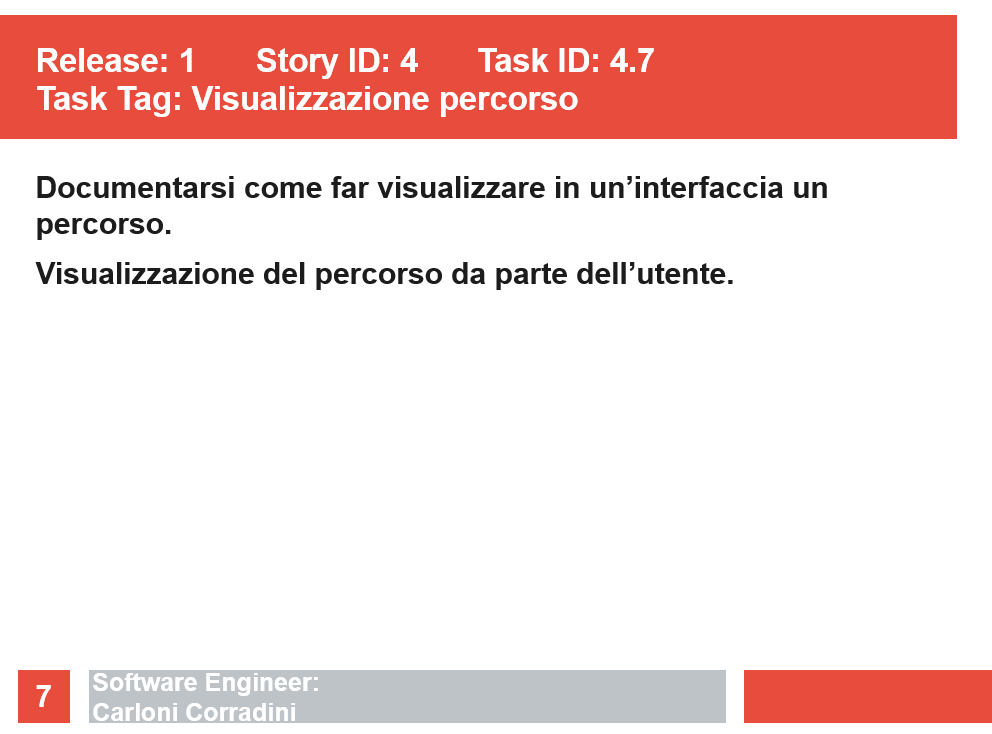 Release: 1 Story ID: 4 Task ID: 4.7
Task Tag: Visualizzazione percorso
Documentarsi come far visualizzare in un’interfaccia un
percorso.
Visualizzazione del percorso da parte dell’utente.
7
Software Engineer:
Carloni Corradini